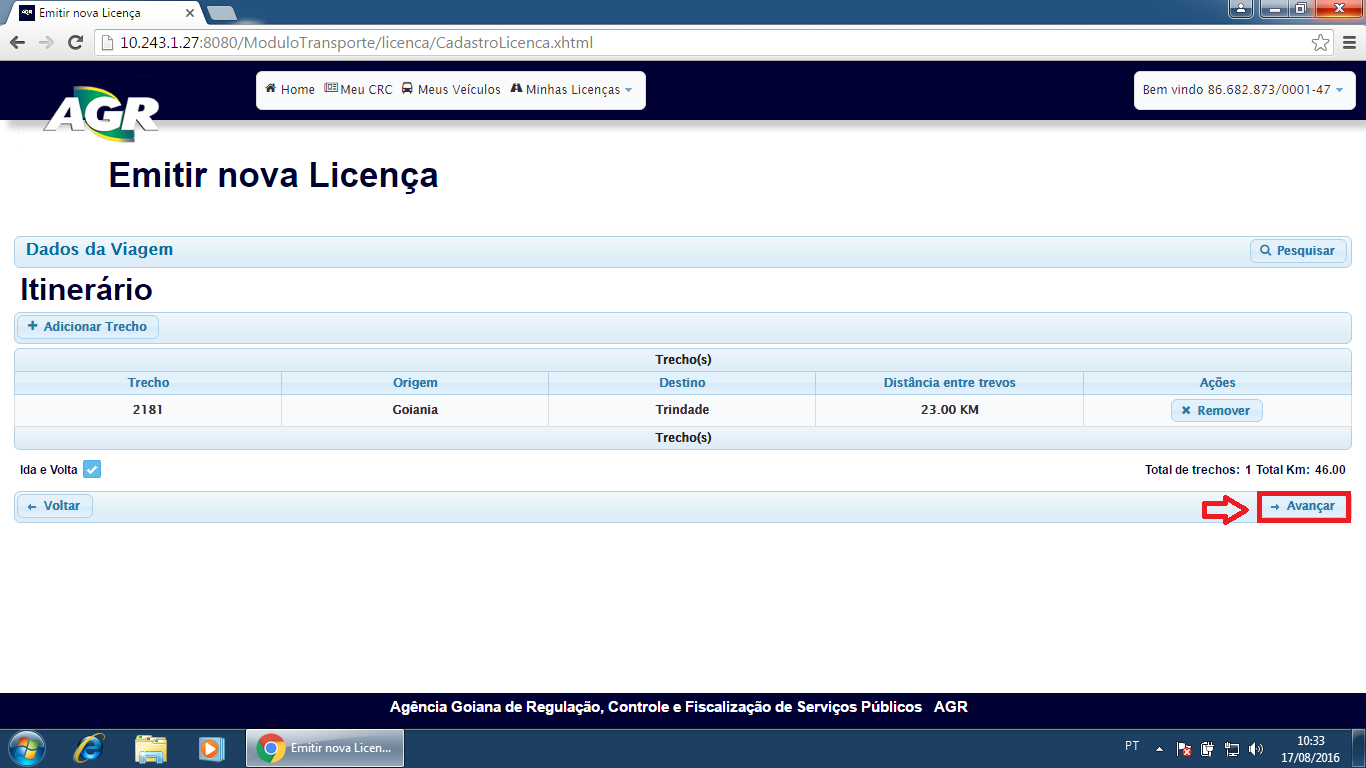 Emitir nova Licença
10.243.1.27:8080/ModuloTransporte/licenca/CadastroLicenca.xhtml
AGR
Home Meu CRC Meus Veículos Minhas Licenças
Bem vindo 86.682.873/0001-47
Emitir nova Licença
Dados da Viagem
Pesquisar
Itinerário
Adicionar Trecho
Trecho(s)
Trecho Origem Destino Distância entre trevos Ações
2181 Goiania Trindade 23.00 KM Remover
Trecho(s)
Ida e Volta
Total de trechos: 1 Total Km: 46.00
Voltar
Avançar
Agência Goiana de Regulação, Controle e Fiscalização de Serviços Públicos AGR
Emitir nova Licen...
PT
10:33
17/08/2016